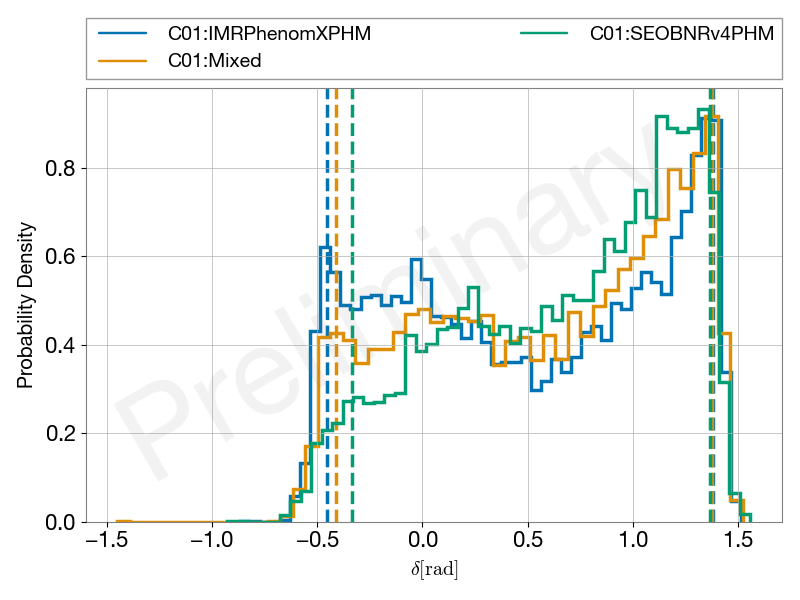 C01:IMRPhenomXPHM
C01:Mixed
C01:SEOBNRv4PHM
Preliminary
Probability Density
0.8
0.6
0.4
0.2
0.0
−1.5 −1.0 −0.5 0.0 0.5 1.0 1.5
δ[rad]